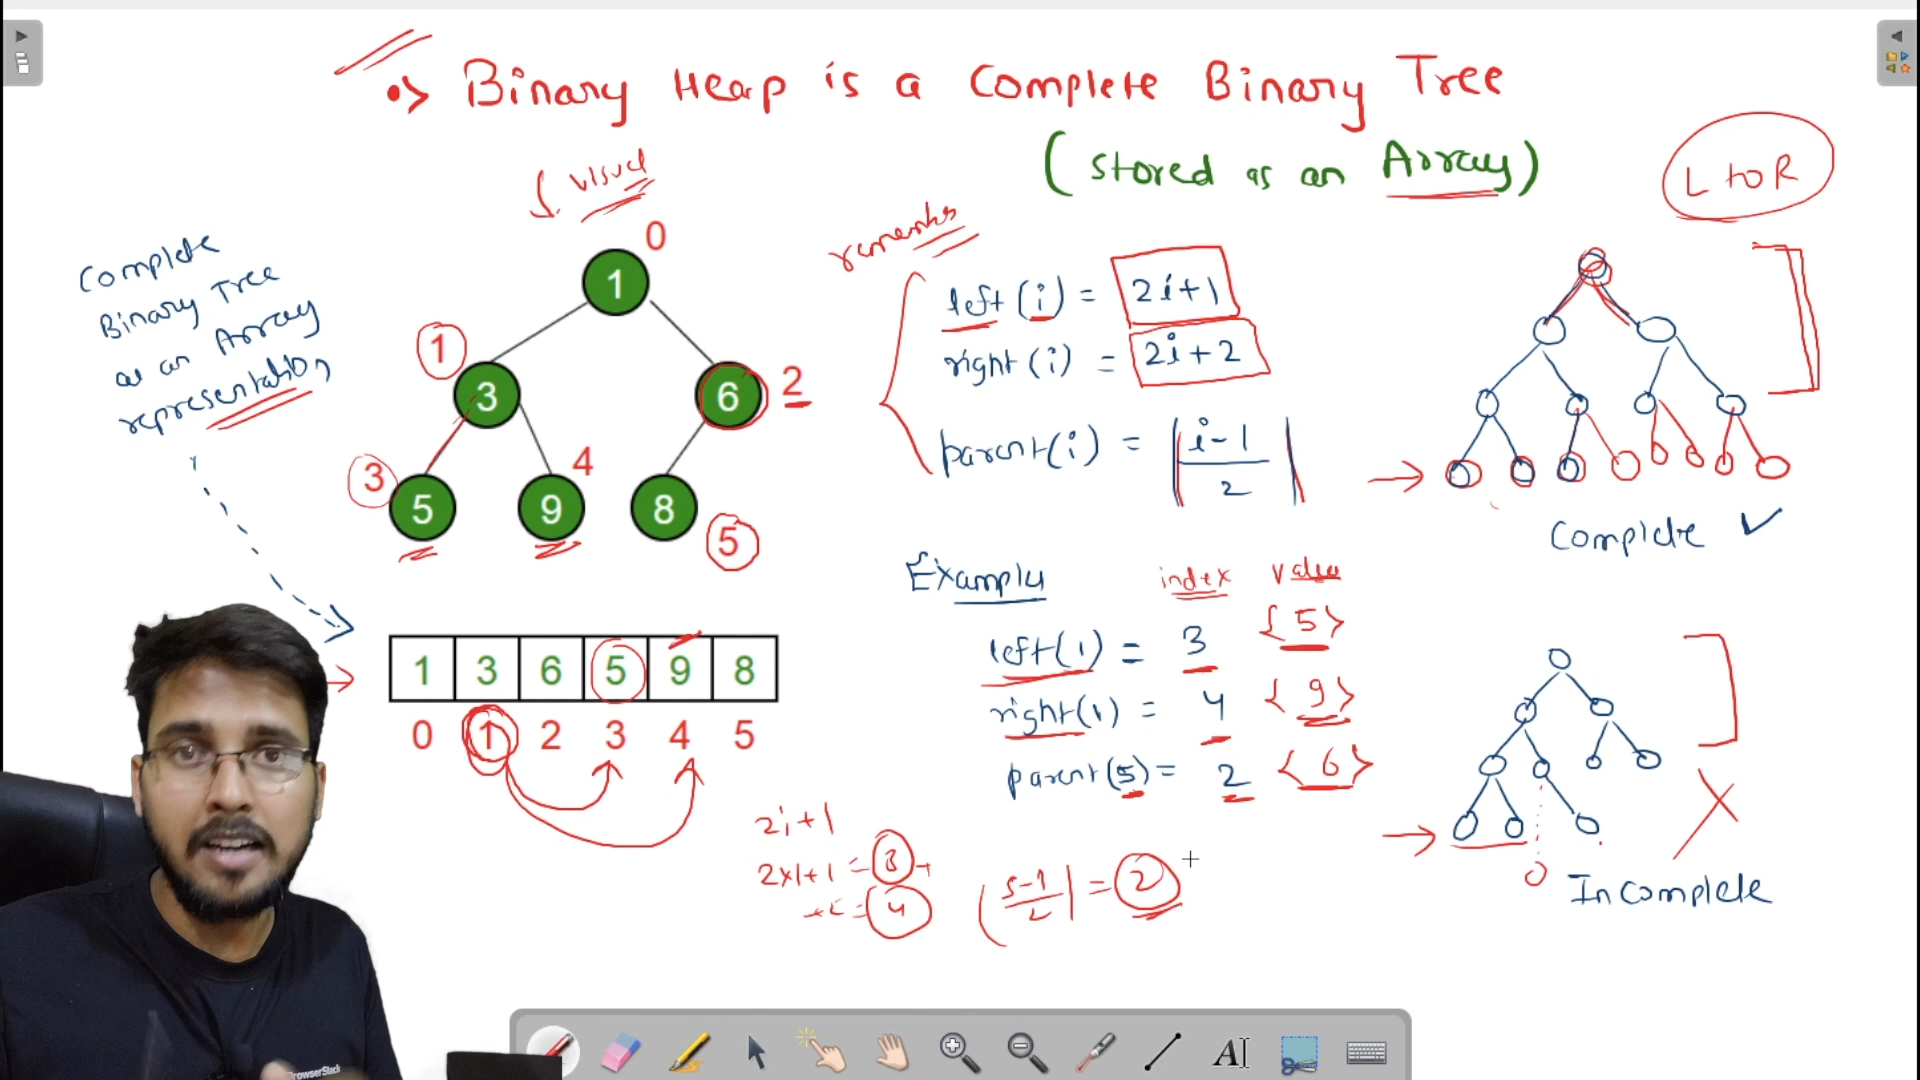 Binary Heap is a Complete Binary Tree
(stored as an Array)
L to R
visual
Complete
Binary Tree
as an Array
representation
0
1
1
3
6
2
3
5
9
4
8
5
left (i) = 2i+1
right (i) = 2i+2
parent(i) = | i-1 / 2 |
Complete ✓
Example index value
left(1) = 3 {5}
right(1) = 4 {9}
parent(5) = 2 {6}
1 3 6 5 9 8
0 1 2 3 4 5
2i+1
2x1+1 = 3
= 4
5-1 / 2 = 2
X
InComplete
BrowserStack
A